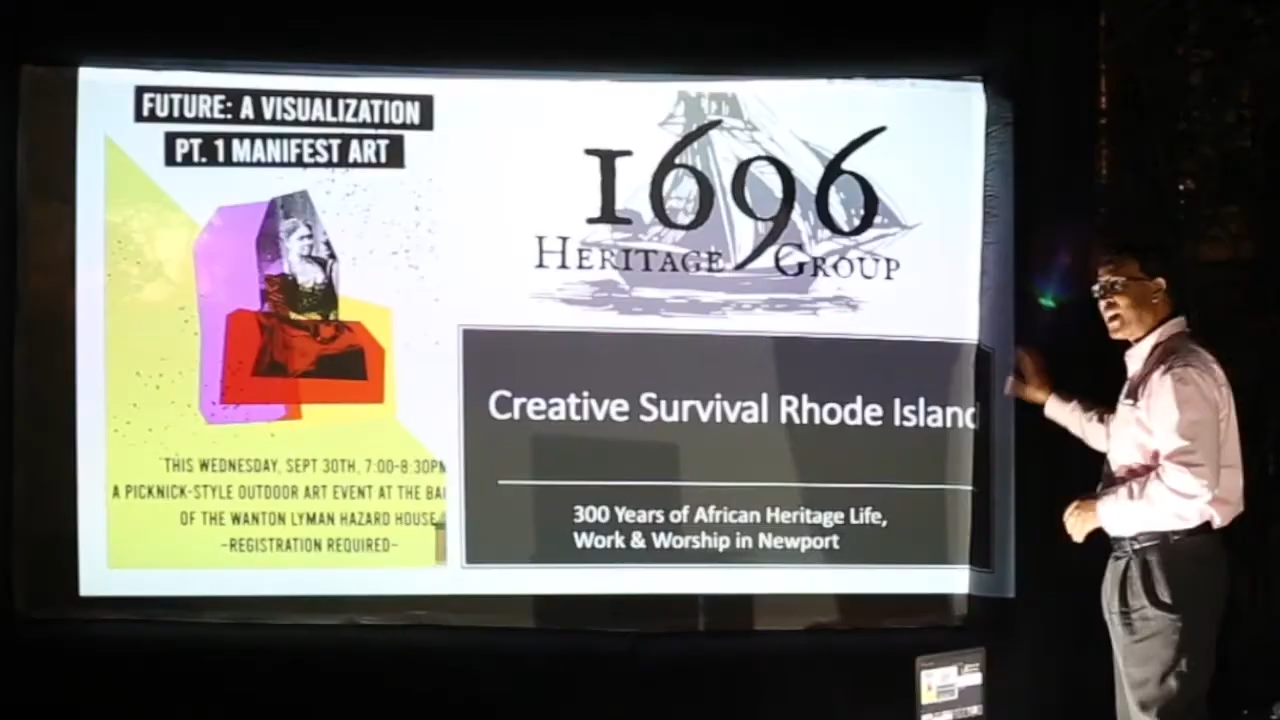 FUTURE: A VISUALIZATION
PT. 1 MANIFEST ART
THIS WEDNESDAY, SEPT 30TH, 7:00-8:30PM
A PICKNICK-STYLE OUTDOOR ART EVENT AT THE
OF THE WANTON LYMAN HAZARD HOUSE
-REGISTRATION REQUIRED-
1696
HERITAGE GROUP
Creative Survival Rhode Island
300 Years of African Heritage Life,
Work & Worship in Newport